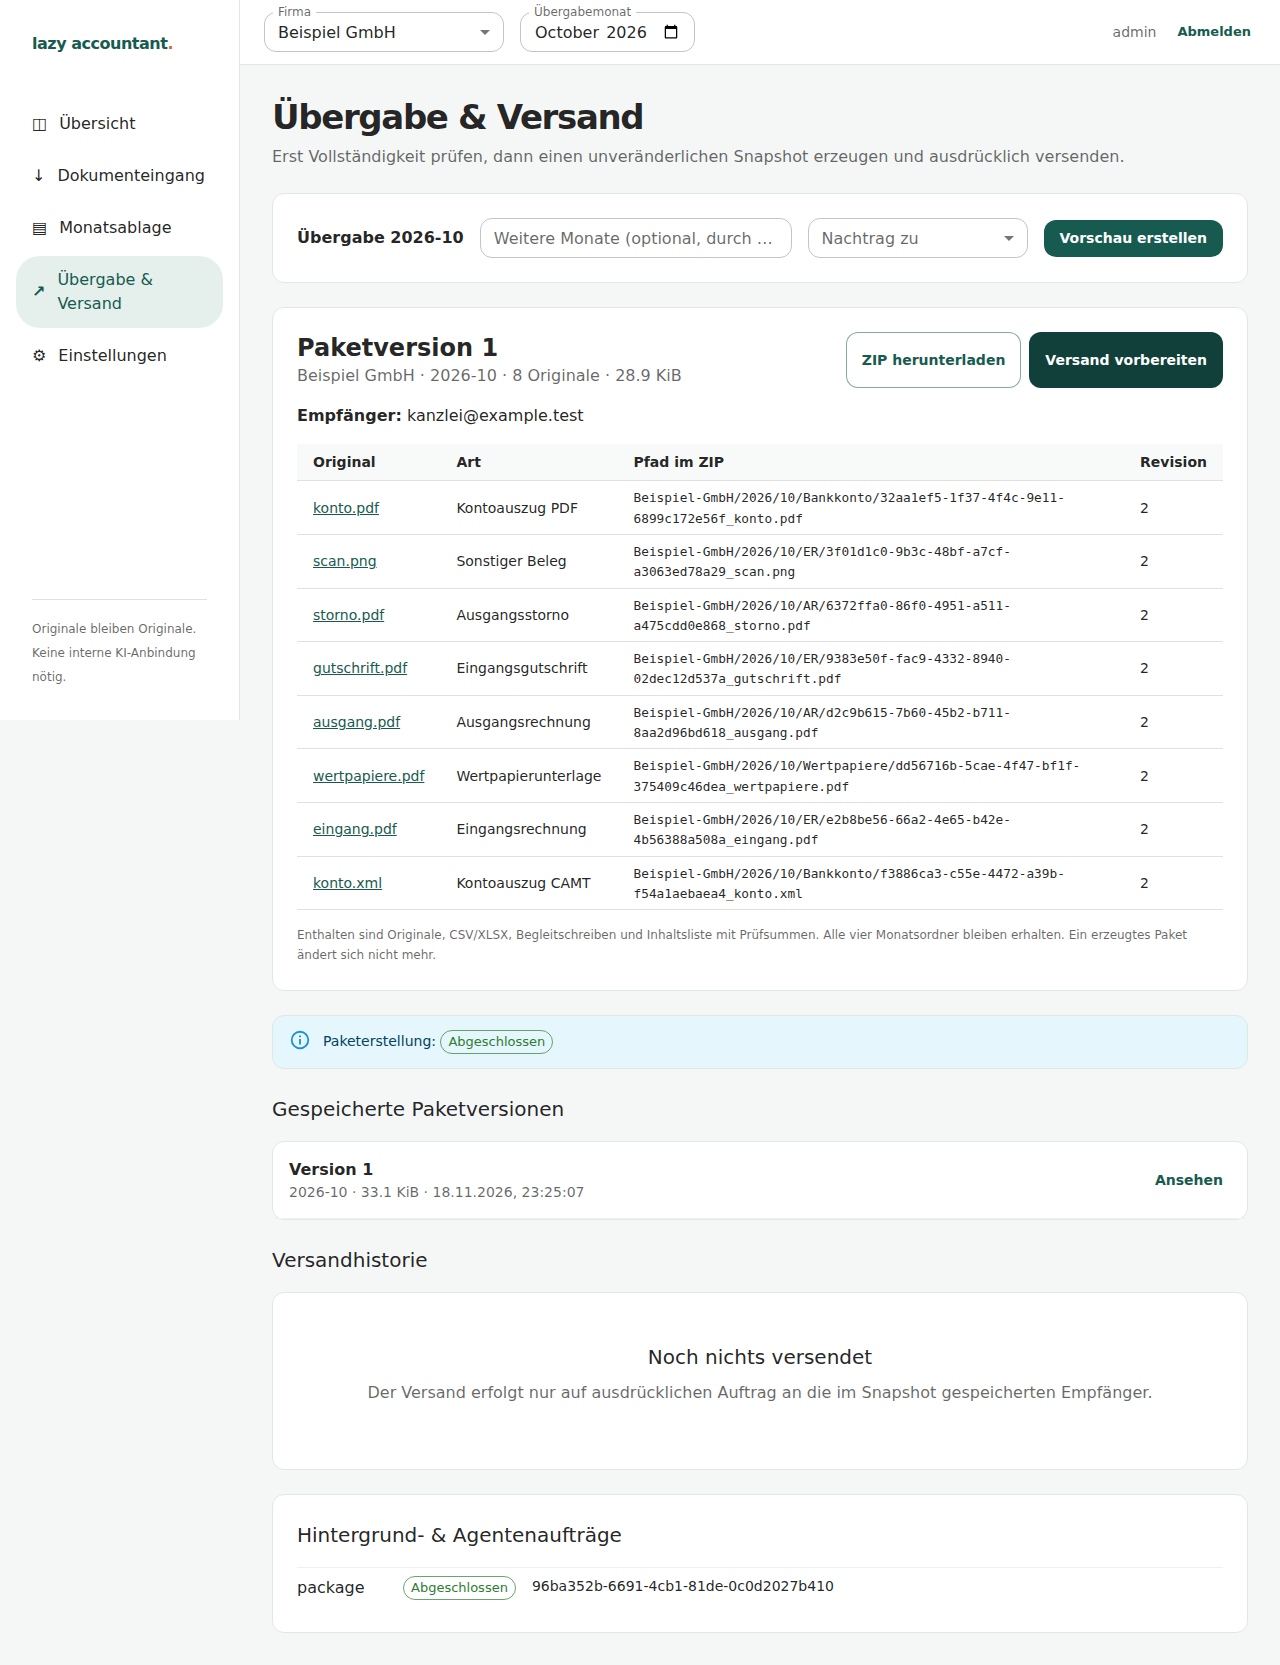 lazy accountant.
Firma
Beispiel GmbH
Übergabemonat
October 2026
admin
Abmelden
Übersicht
Dokumenteingang
Monatsablage
Übergabe &
Versand
Einstellungen
Originale bleiben Originale.
Keine interne KI-Anbindung
nötig.
Übergabe & Versand
Erst Vollständigkeit prüfen, dann einen unveränderlichen Snapshot erzeugen und ausdrücklich versenden.
Übergabe 2026-10
Weitere Monate (optional, durch ...
Nachtrag zu
Vorschau erstellen
Paketversion 1
Beispiel GmbH · 2026-10 · 8 Originale · 28.9 KiB
ZIP herunterladen
Versand vorbereiten
Empfänger: kanzlei@example.test
Original Art Pfad im ZIP Revision
konto.pdf Kontoauszug PDF Beispiel-GmbH/2026/10/Bankkonto/32aa1ef5-1f37-4f4c-9e11-
6899c172e56f_konto.pdf 2
scan.png Sonstiger Beleg Beispiel-GmbH/2026/10/ER/3f01d1c0-9b3c-48bf-a7cf-
a3063ed78a29_scan.png 2
storno.pdf Ausgangsstorno Beispiel-GmbH/2026/10/AR/6372ffa0-86f0-4951-a511-
a475cdd0e868_storno.pdf 2
gutschrift.pdf Eingangsgutschrift Beispiel-GmbH/2026/10/ER/9383e50f-fac9-4332-8940-
02dec12d537a_gutschrift.pdf 2
ausgang.pdf Ausgangsrechnung Beispiel-GmbH/2026/10/AR/d2c9b615-7b60-45b2-b711-
8aa2d96bd618_ausgang.pdf 2
wertpapiere.pdf Wertpapierunterlage Beispiel-GmbH/2026/10/Wertpapiere/dd56716b-5cae-4f47-bf1f-
375409c46dea_wertpapiere.pdf 2
eingang.pdf Eingangsrechnung Beispiel-GmbH/2026/10/ER/e2b8be56-66a2-4e65-b42e-
4b56388a508a_eingang.pdf 2
konto.xml Kontoauszug CAMT Beispiel-GmbH/2026/10/Bankkonto/f3886ca3-c55e-4472-a39b-
f54a1aebaea4_konto.xml 2
Enthalten sind Originale, CSV/XLSX, Begleitschreiben und Inhaltsliste mit Prüfsummen. Alle vier Monatsordner bleiben erhalten. Ein erzeugtes Paket
ändert sich nicht mehr.
Paketerstellung: Abgeschlossen
Gespeicherte Paketversionen
Version 1
2026-10 · 33.1 KiB · 18.11.2026, 23:25:07
Ansehen
Versandhistorie
Noch nichts versendet
Der Versand erfolgt nur auf ausdrücklichen Auftrag an die im Snapshot gespeicherten Empfänger.
Hintergrund- & Agentenaufträge
package Abgeschlossen 96ba352b-6691-4cb1-81de-0c0d2027b410